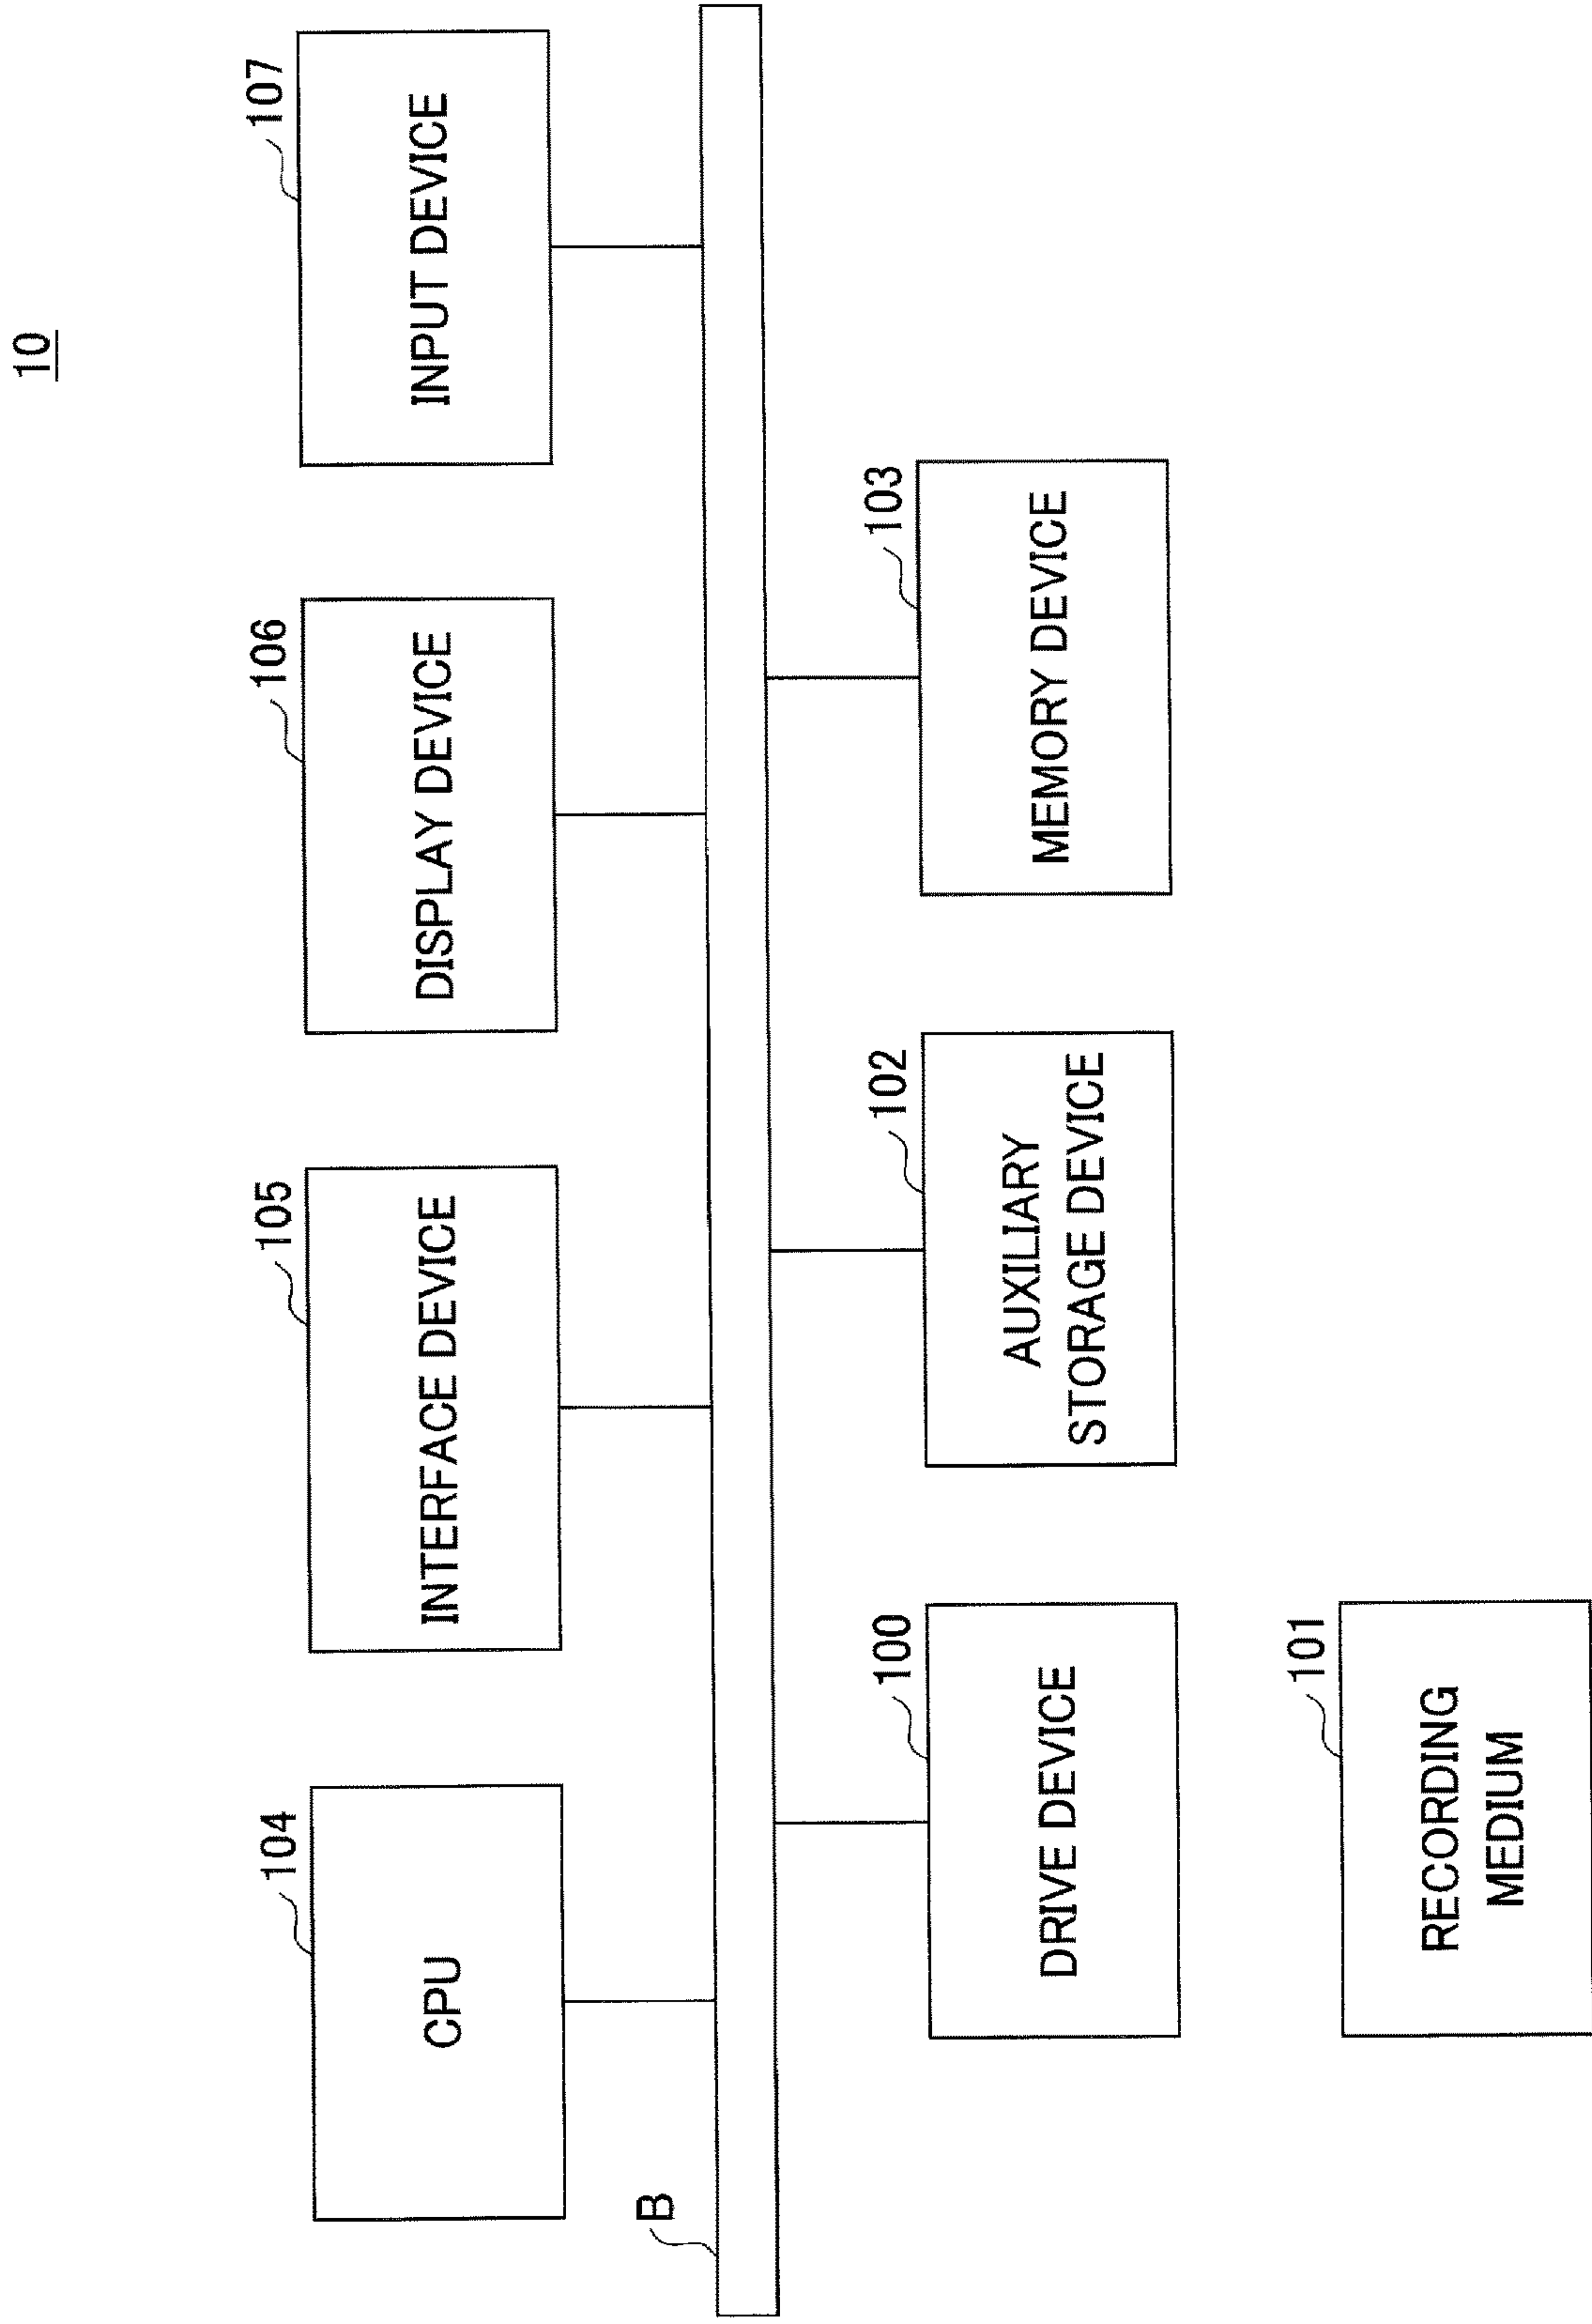 10
104
CPU
105
INTERFACE DEVICE
106
DISPLAY DEVICE
107
INPUT DEVICE
B
100
DRIVE DEVICE
102
AUXILIARY
STORAGE DEVICE
103
MEMORY DEVICE
101
RECORDING
MEDIUM